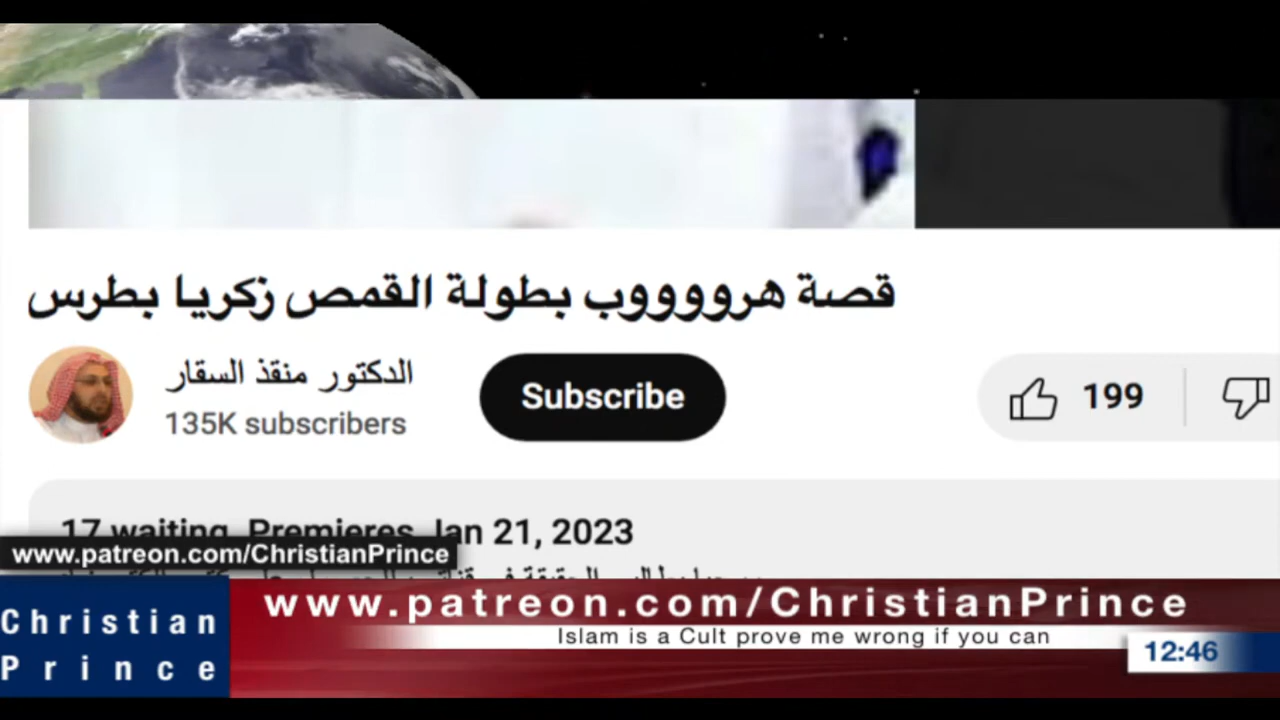 قصة هرووووب بطولة القمص زكريا بطرس
الدكتور منقذ السقار
135K subscribers
Subscribe
199
17 waiting Premieres Jan 21, 2023
www.patreon.com/ChristianPrince
www.patreon.com/ChristianPrince
Islam is a Cult prove me wrong if you can
Christian
Prince
12:46